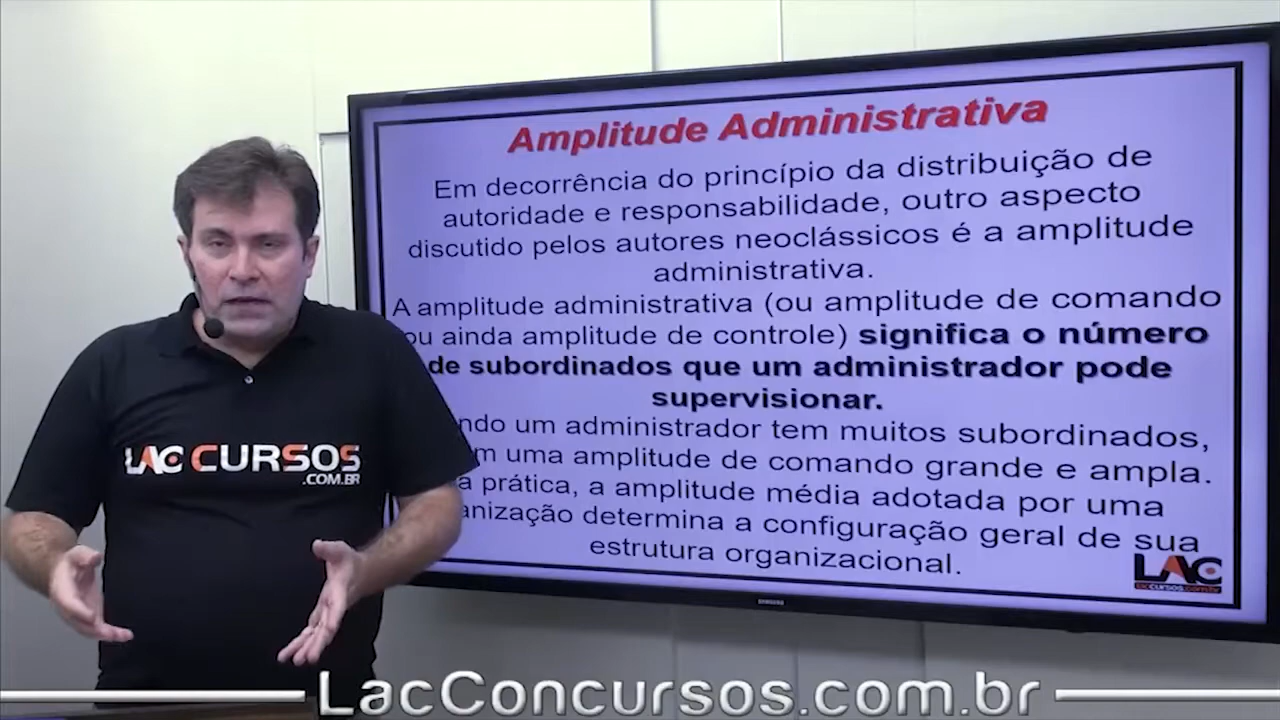 Amplitude Administrativa
Em decorrência do princípio da distribuição de
autoridade e responsabilidade, outro aspecto
discutido pelos autores neoclássicos é a amplitude
administrativa.
A amplitude administrativa (ou amplitude de comando
ou ainda amplitude de controle) significa o número
de subordinados que um administrador pode
supervisionar.
um administrador tem muitos subordinados,
uma amplitude de comando grande e ampla.
a prática, a amplitude média adotada por uma
determina a configuração geral de sua
estrutura organizacional.
LAC
LacCursos.com.br
SAMSUNG
LAC CURSOS
.COM.BR
LacConcursos.com.br